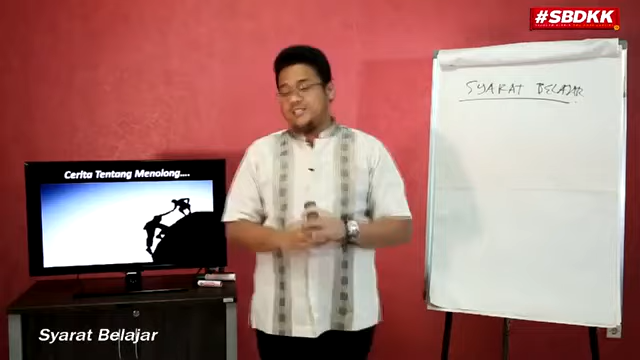 #SBDKK
SYARAT BELAJAR
Cerita Tentang Menolong....
Syarat Belajar